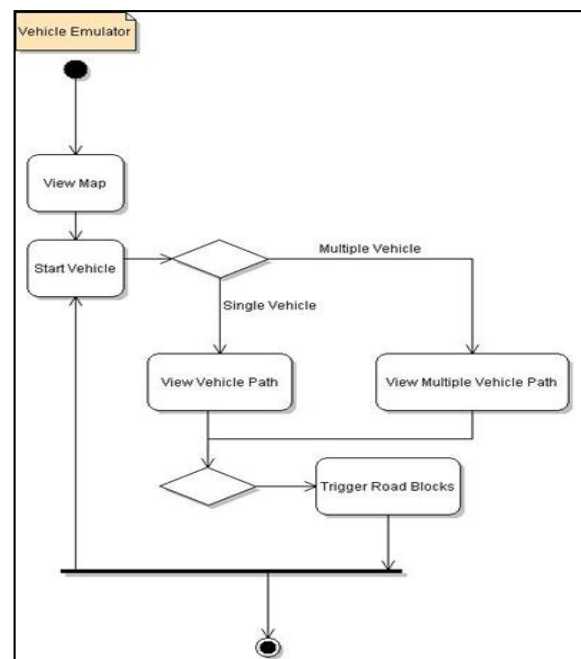 Vehicle Emulator
View Map
Start Vehicle
Multiple Vehicle
Single Vehicle
View Vehicle Path
View Multiple Vehicle Path
Trigger Road Blocks